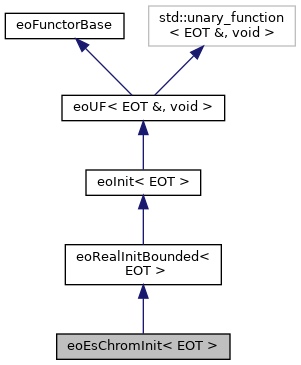 eoFunctorBase
std::unary_function
< EOT &, void >
eoUF< EOT &, void >
eoInit< EOT >
eoRealInitBounded<
EOT >
eoEsChromInit< EOT >